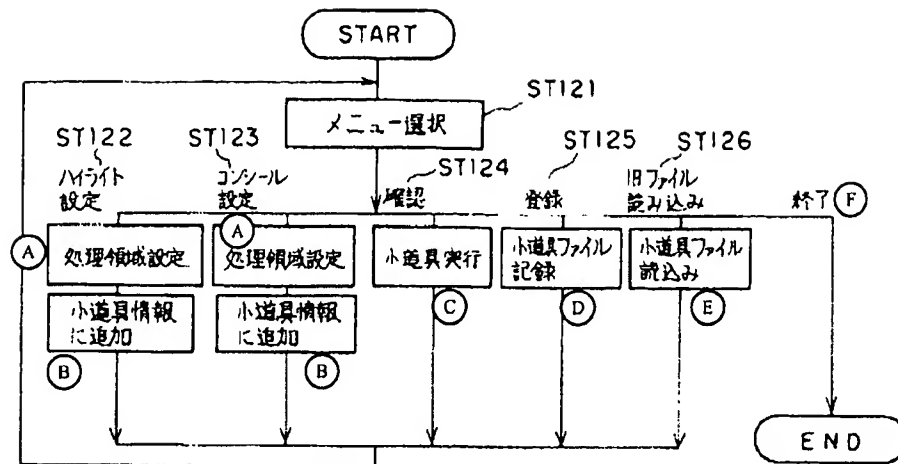 START
ST121
メニュー選択
ST122
ST123
ST124
ST125
ST126
ハイライト
設定
コンシール
設定
確認
登録
旧ファイル
読み込み
終了
F
A
処理領域設定
A
処理領域設定
小道具実行
小道具ファイル
記録
小道具ファイル
読込み
小道具情報
に追加
小道具情報
に追加
C
D
E
B
B
END